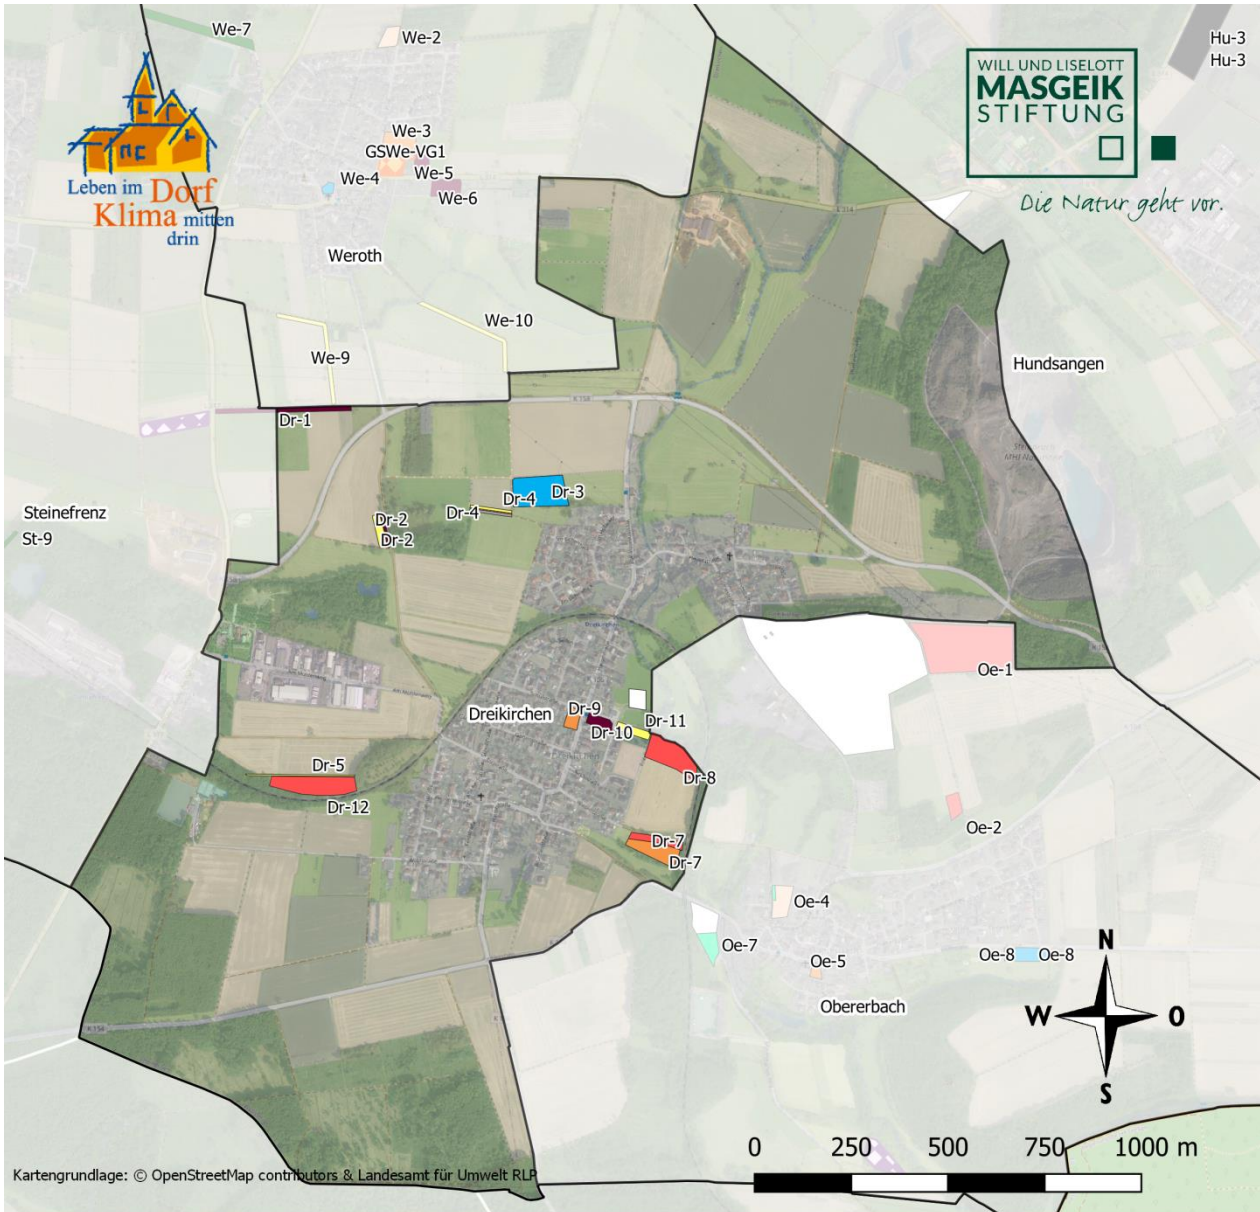 We-7
We-2
Hu-3
Hu-3
WILL UND LISELOTT
MASGEIK
STIFTUNG
Die Natur geht vor.
Leben im Dorf
Klima mitten
drin
We-3
GSWe-VG1
We-5
We-4
We-6
K 314
Weroth
We-10
We-9
Hundsangen
Dr-1
K 158
Steinefrenz
St-9
Dr-3
Dr-4
Dr-4
Dr-2
Dr-2
Oe-1
Dreikirchen
Dr-9
Dr-10
Dr-11
Dr-8
Dr-5
Dr-12
Oe-2
Dr-7
Dr-7
Oe-4
Oe-7
Oe-5
Oe-8
Oe-8
Obererbach
N
W
O
S
K 154
0 250 500 750 1000 m
Kartengrundlage: © OpenStreetMap contributors & Landesamt für Umwelt RLP